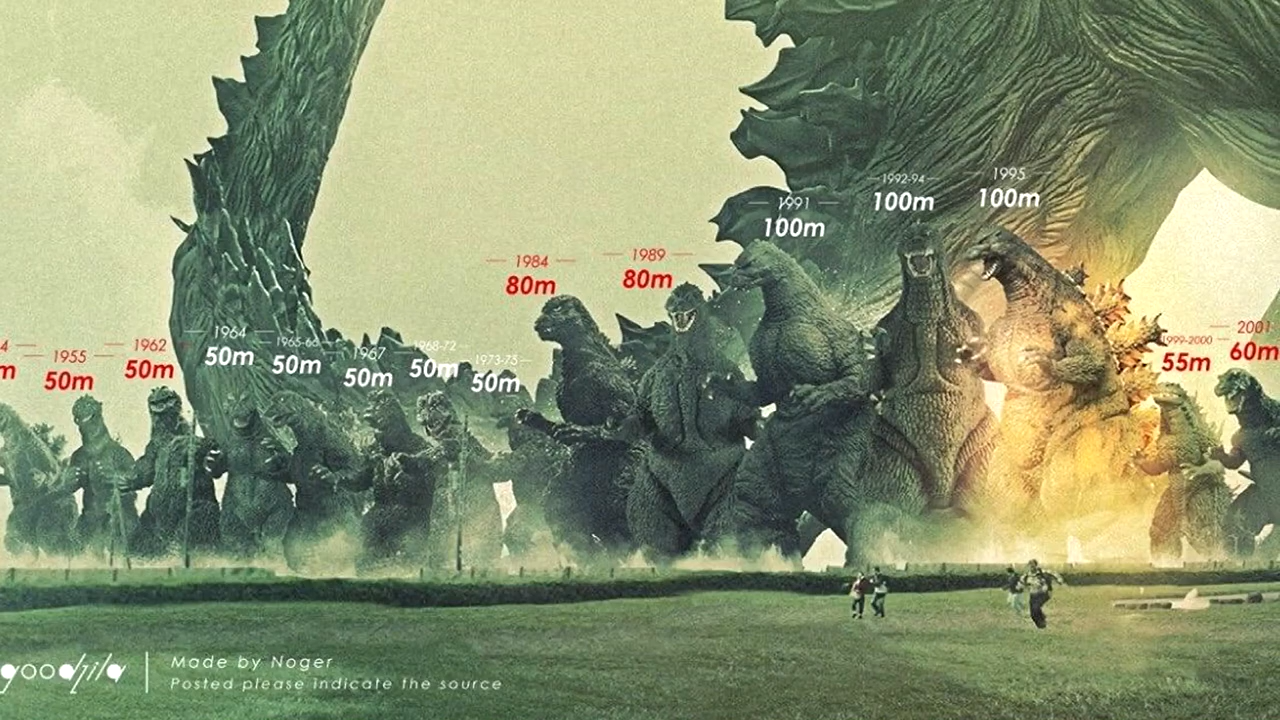 4
m
1955
50m
1962
50m
1964
50m
1965-66
50m
1967
50m
1968-72
50m
1973-75
50m
1984
80m
1989
80m
1991
100m
1992-94
100m
1995
100m
1999-2000
55m
2001
60m
goodzila
Made by Noger
Posted please indicate the source